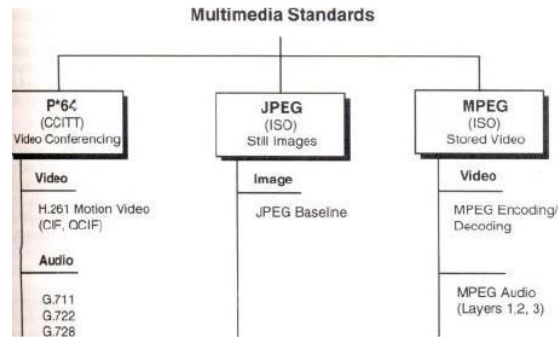 Multimedia Standards
P*64
(CCITT)
Video Conferencing
JPEG
(ISO)
Still Images
MPEG
(ISO)
Stored Video
Video
H.261 Motion Video
(CIF, QCIF)
Audio
G.711
G.722
G.728
Image
JPEG Baseline
Video
MPEG Encoding/
Decoding
MPEG Audio
(Layers 1,2, 3)